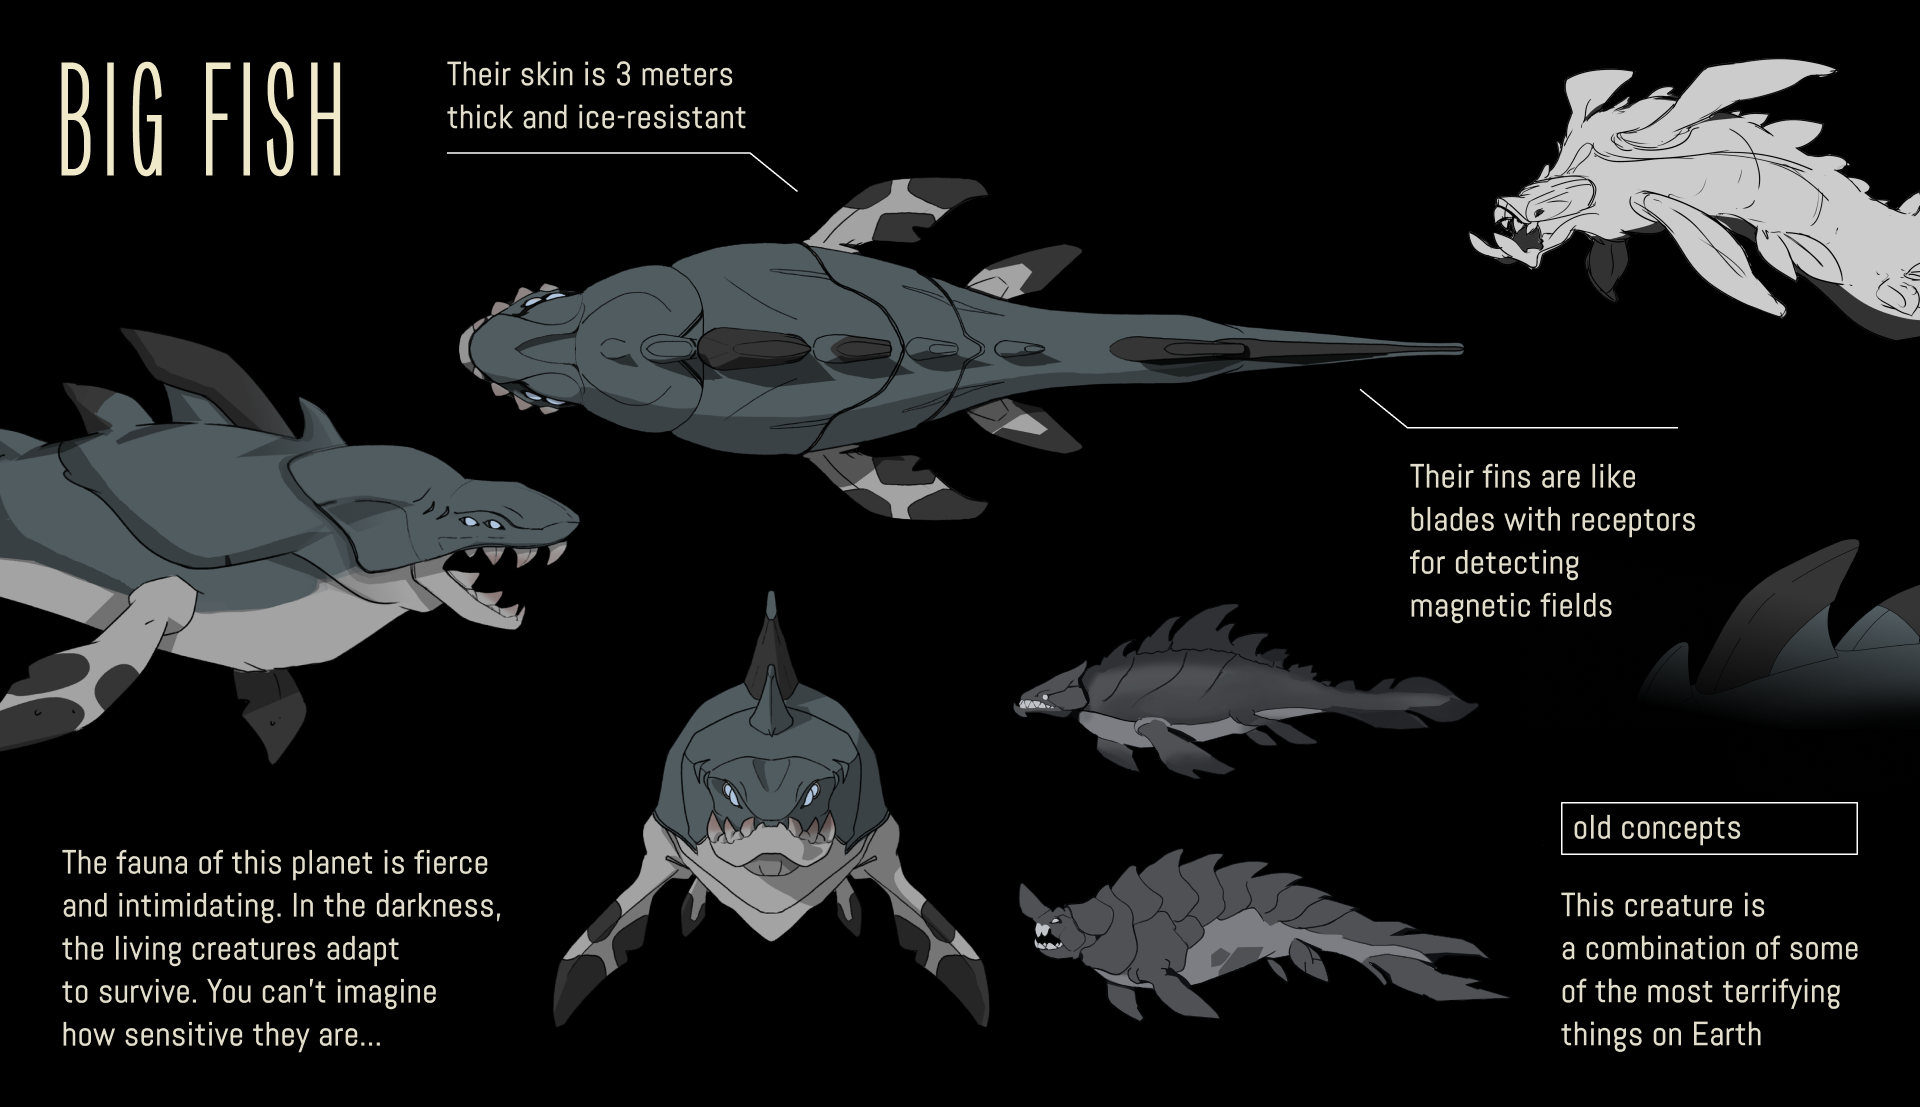 BIG FISH
Their skin is 3 meters
thick and ice-resistant
Their fins are like
blades with receptors
for detecting
magnetic fields
The fauna of this planet is fierce
and intimidating. In the darkness,
the living creatures adapt
to survive. You can't imagine
how sensitive they are...
old concepts
This creature is
a combination of some
of the most terrifying
things on Earth